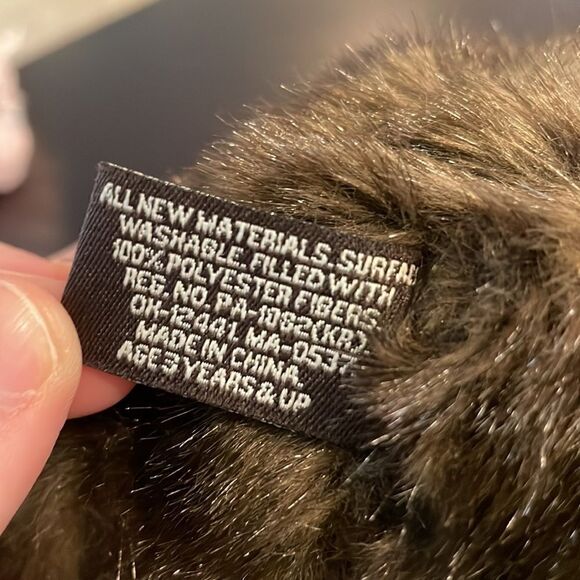 ALL NEW MATERIALS, SURFA
WASHABLE, FILLED WITH
100% POLYESTER FIBERS
REG. NO. PA-1062(KR)
OH-12441, MA-0537
MADE IN CHINA.
AGE 3 YEARS & UP